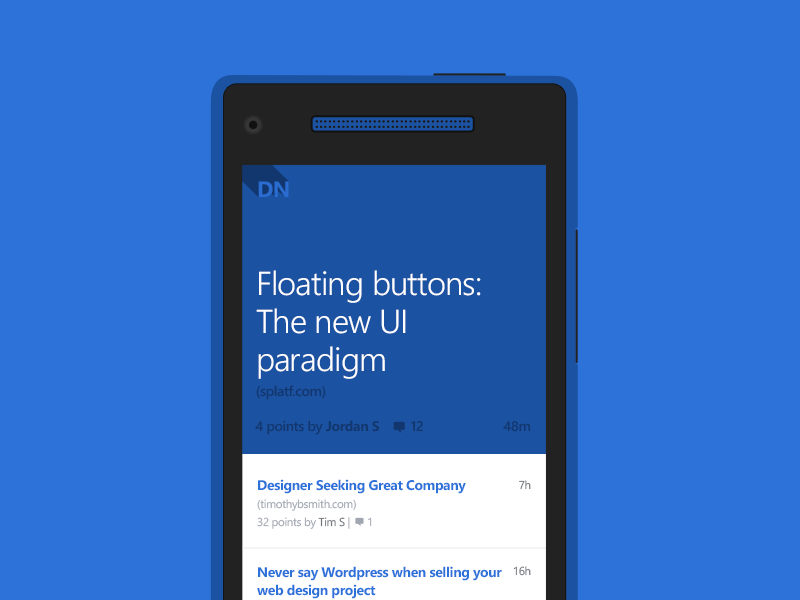 DN
Floating buttons:
The new UI
paradigm
(splatf.com)
4 points by Jordan S 12 48m
Designer Seeking Great Company 7h
(timothybsmith.com)
32 points by Tim S | 1
Never say Wordpress when selling your 16h
web design project